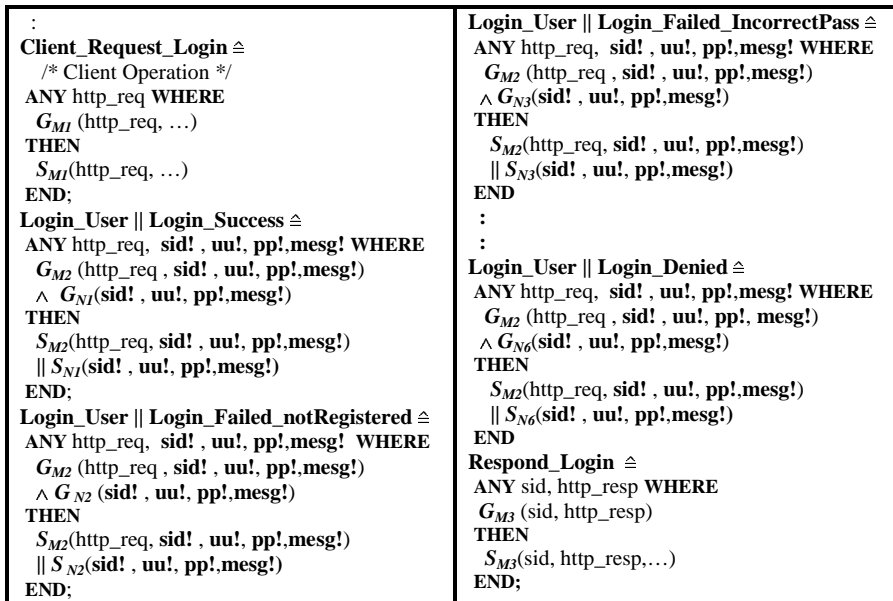 :
Client_Request_Login ≙
/* Client Operation */
ANY http_req WHERE
G_M1 (http_req, …)
THEN
S_M1(http_req, …)
END;
Login_User || Login_Success ≙
ANY http_req, sid! , uu!, pp!,mesg! WHERE
G_M2 (http_req , sid! , uu!, pp!,mesg!)
∧ G_N1(sid! , uu!, pp!,mesg!)
THEN
S_M2(http_req, sid! , uu!, pp!,mesg!)
|| S_N1(sid! , uu!, pp!,mesg!)
END;
Login_User || Login_Failed_notRegistered ≙
ANY http_req, sid! , uu!, pp!,mesg! WHERE
G_M2 (http_req , sid! , uu!, pp!,mesg!)
∧ G_N2 (sid! , uu!, pp!,mesg!)
THEN
S_M2(http_req, sid! , uu!, pp!,mesg!)
|| S_N2(sid! , uu!, pp!,mesg!)
END;
Login_User || Login_Failed_IncorrectPass ≙
ANY http_req, sid! , uu!, pp!,mesg! WHERE
G_M2 (http_req , sid! , uu!, pp!,mesg!)
∧ G_N3(sid! , uu!, pp!,mesg!)
THEN
S_M2(http_req, sid! , uu!, pp!,mesg!)
|| S_N3(sid! , uu!, pp!,mesg!)
END
:
:
Login_User || Login_Denied ≙
ANY http_req, sid! , uu!, pp!,mesg! WHERE
G_M2 (http_req , sid! , uu!, pp!, mesg!)
∧ G_N6(sid! , uu!, pp!,mesg!)
THEN
S_M2(http_req, sid! , uu!, pp!,mesg!)
|| S_N6(sid! , uu!, pp!,mesg!)
END
Respond_Login ≙
ANY sid, http_resp WHERE
G_M3 (sid, http_resp)
THEN
S_M3(sid, http_resp,…)
END;